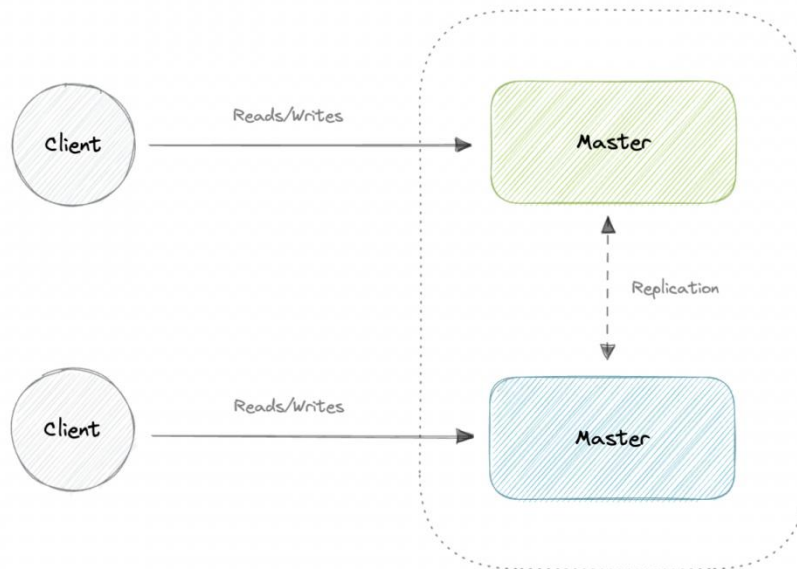 Reads/Writes
Client
Master
Replication
Reads/Writes
Client
Master